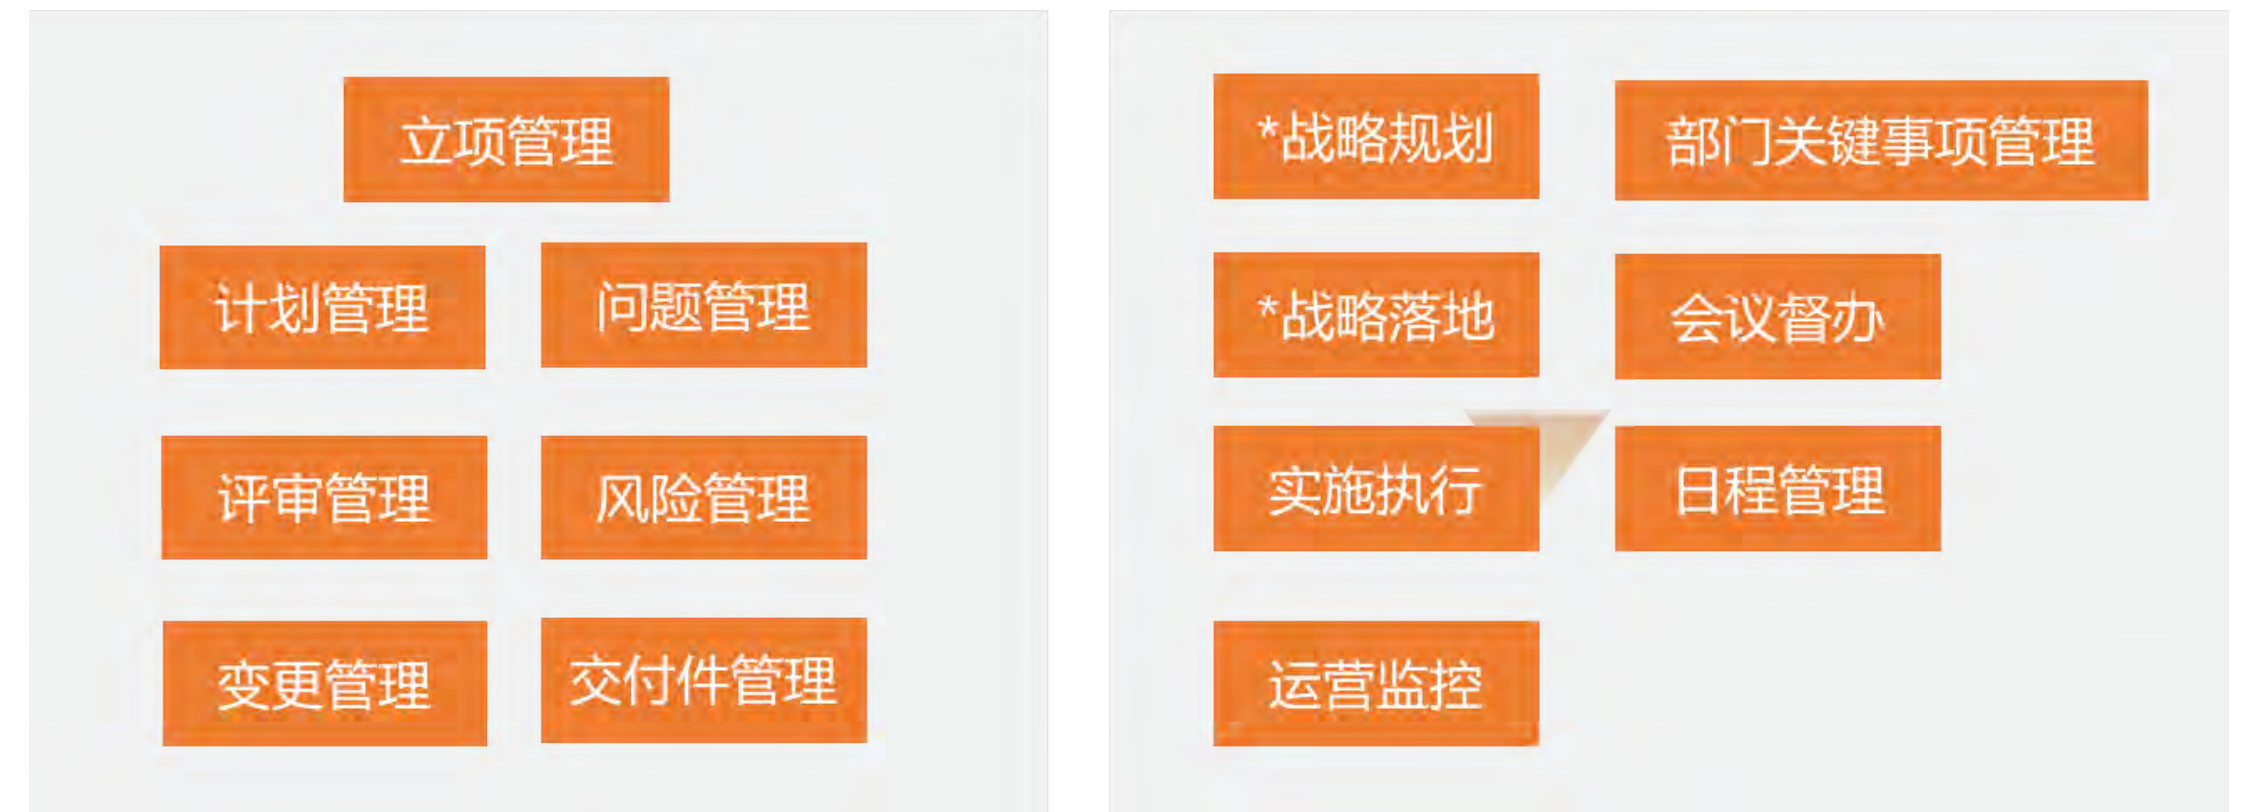 立项管理
计划管理
问题管理
评审管理
风险管理
变更管理
交付件管理
*战略规划
部门关键事项管理
*战略落地
会议督办
实施执行
日程管理
运营监控